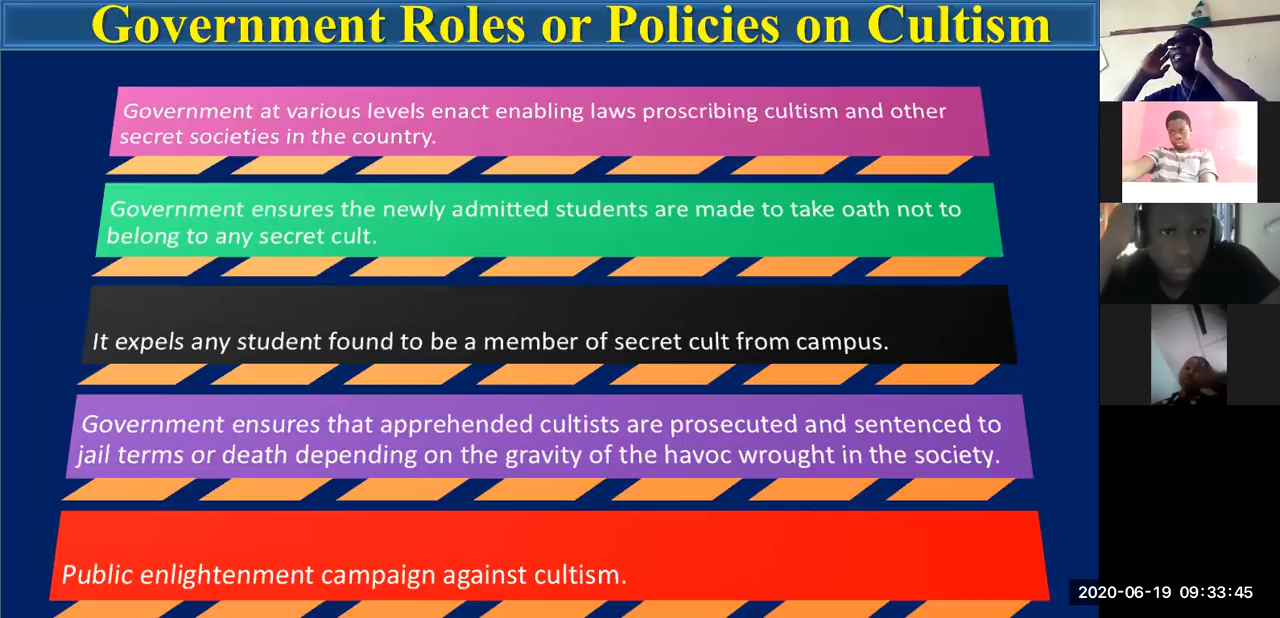 Government Roles or Policies on Cultism
Government at various levels enact enabling laws proscribing cultism and other
secret societies in the country.
Government ensures the newly admitted students are made to take oath not to
belong to any secret cult.
It expels any student found to be a member of secret cult from campus.
Government ensures that apprehended cultists are prosecuted and sentenced to
jail terms or death depending on the gravity of the havoc wrought in the society.
Public enlightenment campaign against cultism.
2020-06-19 09:33:45